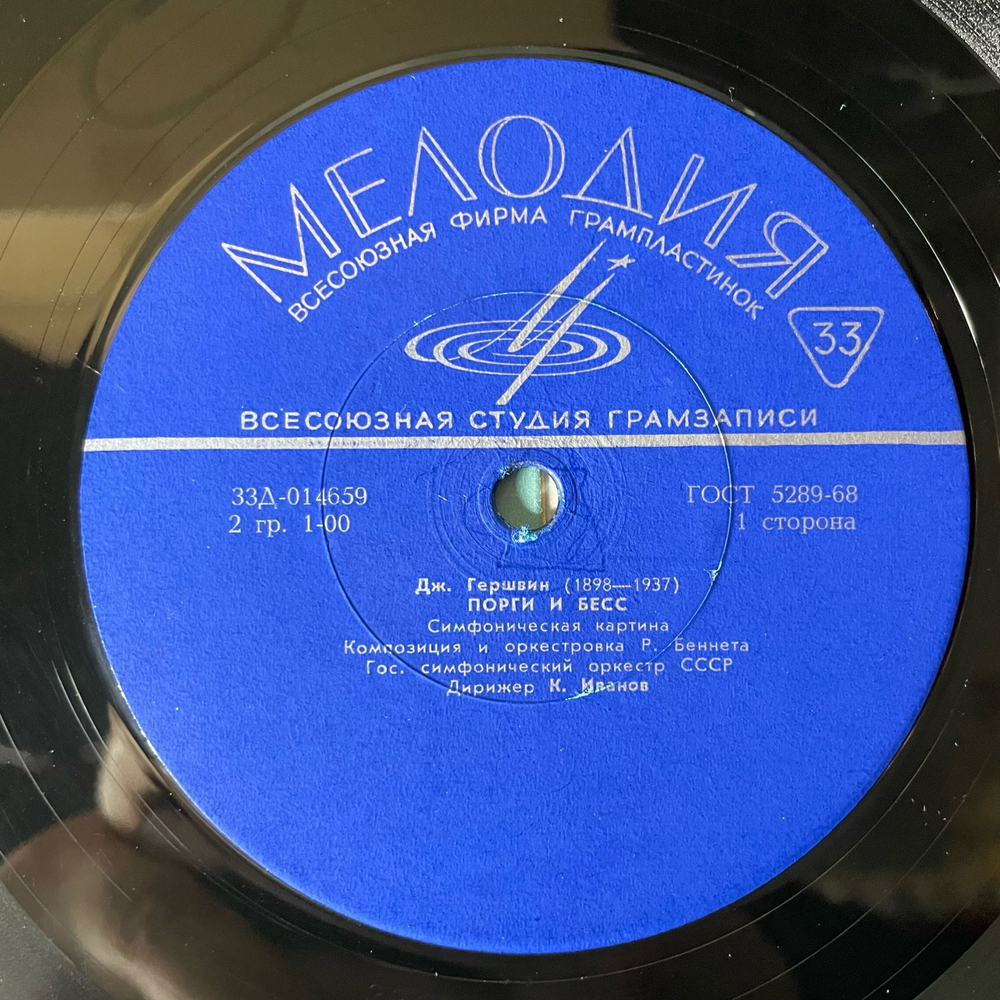 МЕЛОДИЯ
ВСЕСОЮЗНАЯ ФИРМА ГРАМПЛАСТИНОК
33
ВСЕСОЮЗНАЯ СТУДИЯ ГРАМЗАПИСИ
33Д-014659
ГОСТ 5289-68
2 гр. 1-00
1 сторона
Дж. Гершвин (1898—1937)
ПОРГИ И БЕСС
Симфоническая картина
Композиция и оркестровка Р. Беннета
Гос. симфонический оркестр СССР
Дирижер К. Иванов